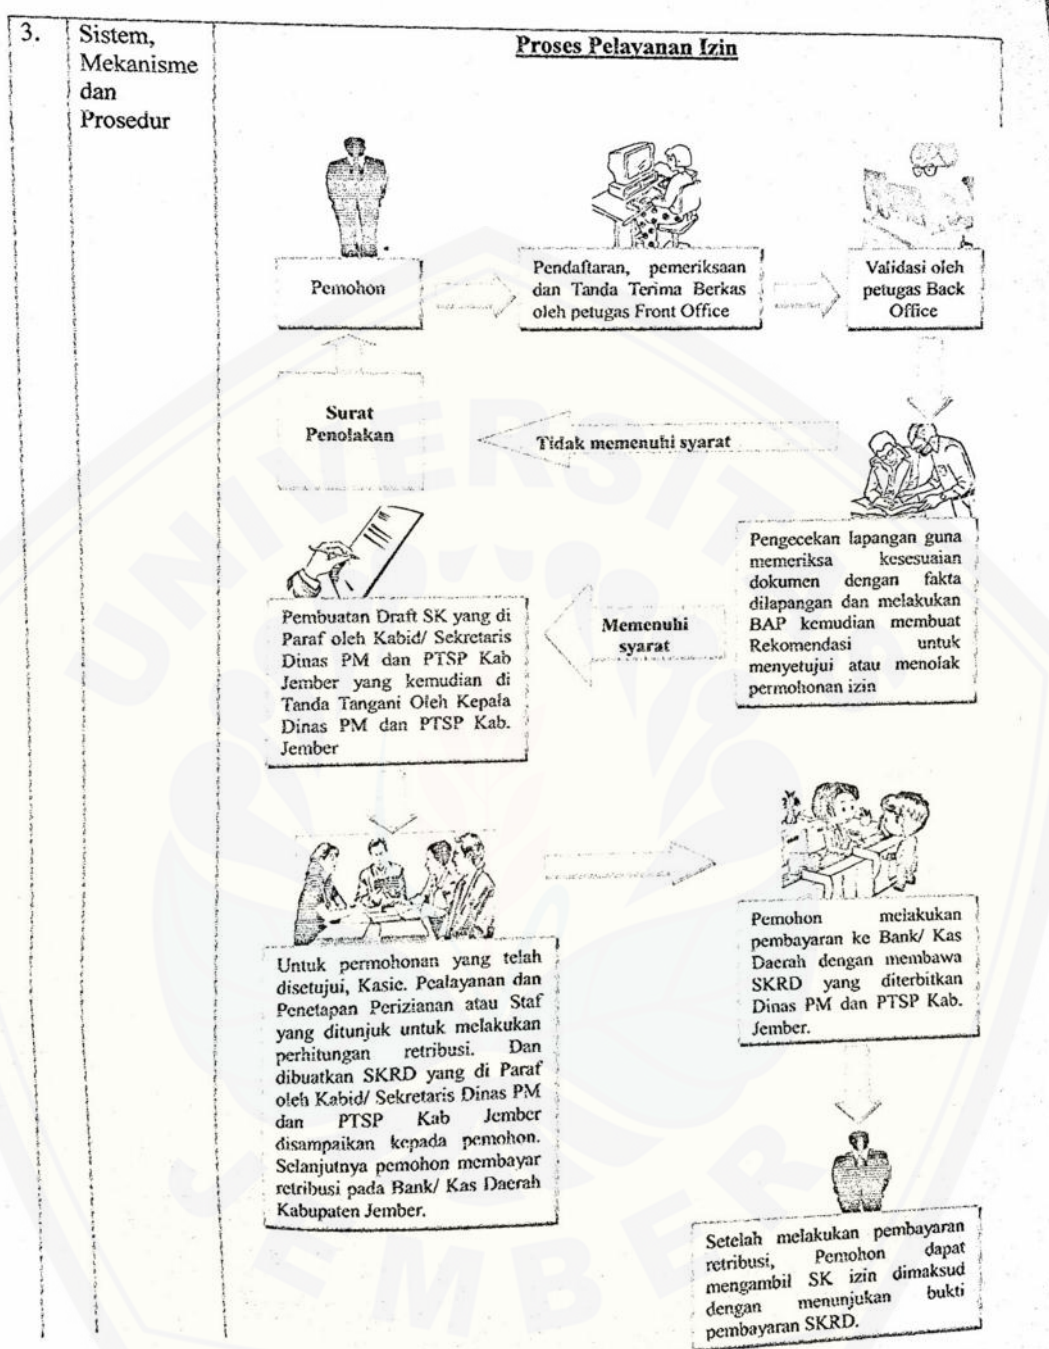 3.
Sistem,
Mekanisme
dan
Prosedur
Proses Pelayanan Izin
Pemohon
Pendaftaran, pemeriksaan
dan Tanda Terima Berkas
oleh petugas Front Office
Validasi oleh
petugas Back
Office
Surat
Penolakan
Tidak memenuhi syarat
Pengecekan lapangan guna
memeriksa kesesuaian
dokumen dengan fakta
dilapangan dan melakukan
BAP kemudian membuat
Rekomendasi untuk
menyetujui atau menolak
permohonan izin
Memenuhi
syarat
Pembuatan Draft SK yang di
Paraf oleh Kabid/ Sekretaris
Dinas PM dan PTSP Kab
Jember yang kemudian di
Tanda Tangani Oleh Kepala
Dinas PM dan PTSP Kab.
Jember
Untuk permohonan yang telah
disetujui, Kasie. Pealayanan dan
Penetapan Perizianan atau Staf
yang ditunjuk untuk melakukan
perhitungan retribusi. Dan
dibuatkan SKRD yang di Paraf
oleh Kabid/ Sekretaris Dinas PM
dan PTSP Kab Jember
disampaikan kepada pemohon.
Selanjutnya pemohon membayar
retribusi pada Bank/ Kas Daerah
Kabupaten Jember.
Pemohon melakukan
pembayaran ke Bank/ Kas
Daerah dengan membawa
SKRD yang diterbitkan
Dinas PM dan PTSP Kab.
Jember.
Setelah melakukan pembayaran
retribusi, Pemohon dapat
mengambil SK izin dimaksud
dengan menunjukan bukti
pembayaran SKRD.
UNIVERSITAS
JEMBER